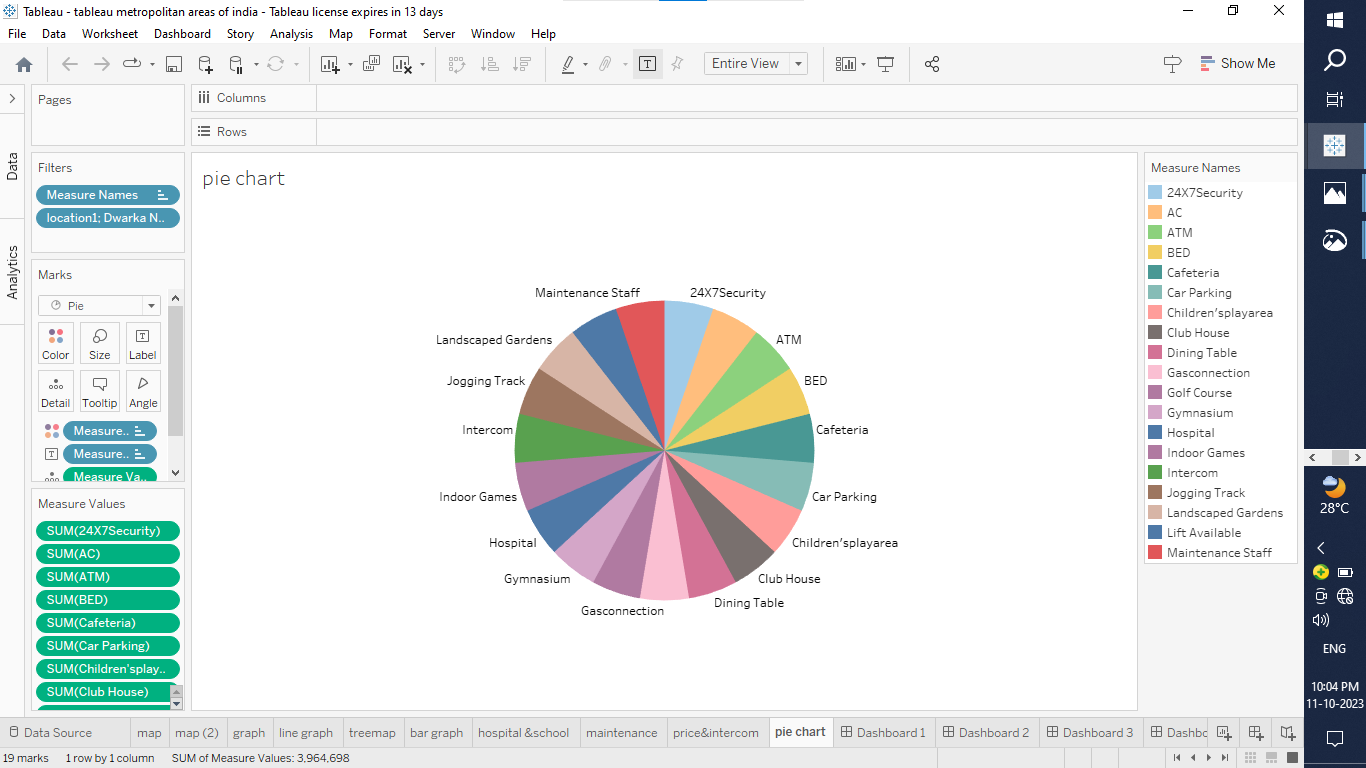 Tableau - tableau metropolitan areas of india - Tableau license expires in 13 days
File Data Worksheet Dashboard Story Analysis Map Format Server Window Help
Entire View
Show Me
Pages
Columns
Rows
Data
Analytics
Filters
Measure Names
location1; Dwarka N..
Marks
Pie
Color Size Label
Detail Tooltip Angle
Measure..
Measure..
Measure Va..
Measure Values
SUM(24X7Security)
SUM(AC)
SUM(ATM)
SUM(BED)
SUM(Cafeteria)
SUM(Car Parking)
SUM(Children'splay..
SUM(Club House)
pie chart
Maintenance Staff
24X7Security
Landscaped Gardens
ATM
Jogging Track
BED
Intercom
Cafeteria
Indoor Games
Car Parking
Hospital
Children'splayarea
Gymnasium
Club House
Gasconnection
Dining Table
Measure Names
24X7Security
AC
ATM
BED
Cafeteria
Car Parking
Children'splayarea
Club House
Dining Table
Gasconnection
Golf Course
Gymnasium
Hospital
Indoor Games
Intercom
Jogging Track
Landscaped Gardens
Lift Available
Maintenance Staff
Data Source map map (2) graph line graph treemap bar graph hospital &school maintenance price&intercom pie chart Dashboard 1 Dashboard 2 Dashboard 3 Dashbo
19 marks 1 row by 1 column SUM of Measure Values: 3,964,698
28°C
ENG
10:04 PM
11-10-2023